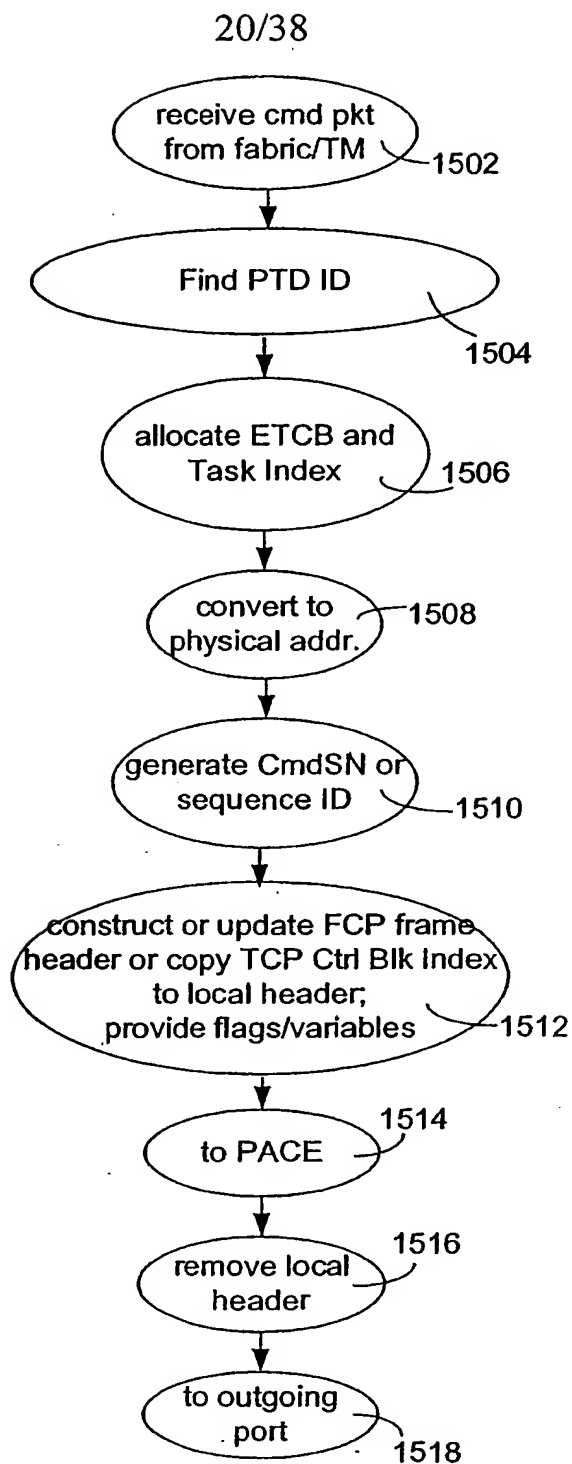 20/38
receive cmd pkt
from fabric/TM
1502
Find PTD ID
1504
allocate ETCB and
Task Index
1506
convert to
physical addr.
1508
generate CmdSN or
sequence ID
1510
construct or update FCP frame
header or copy TCP Ctrl Blk Index
to local header;
provide flags/variables
1512
to PACE
1514
remove local
header
1516
to outgoing
port
1518